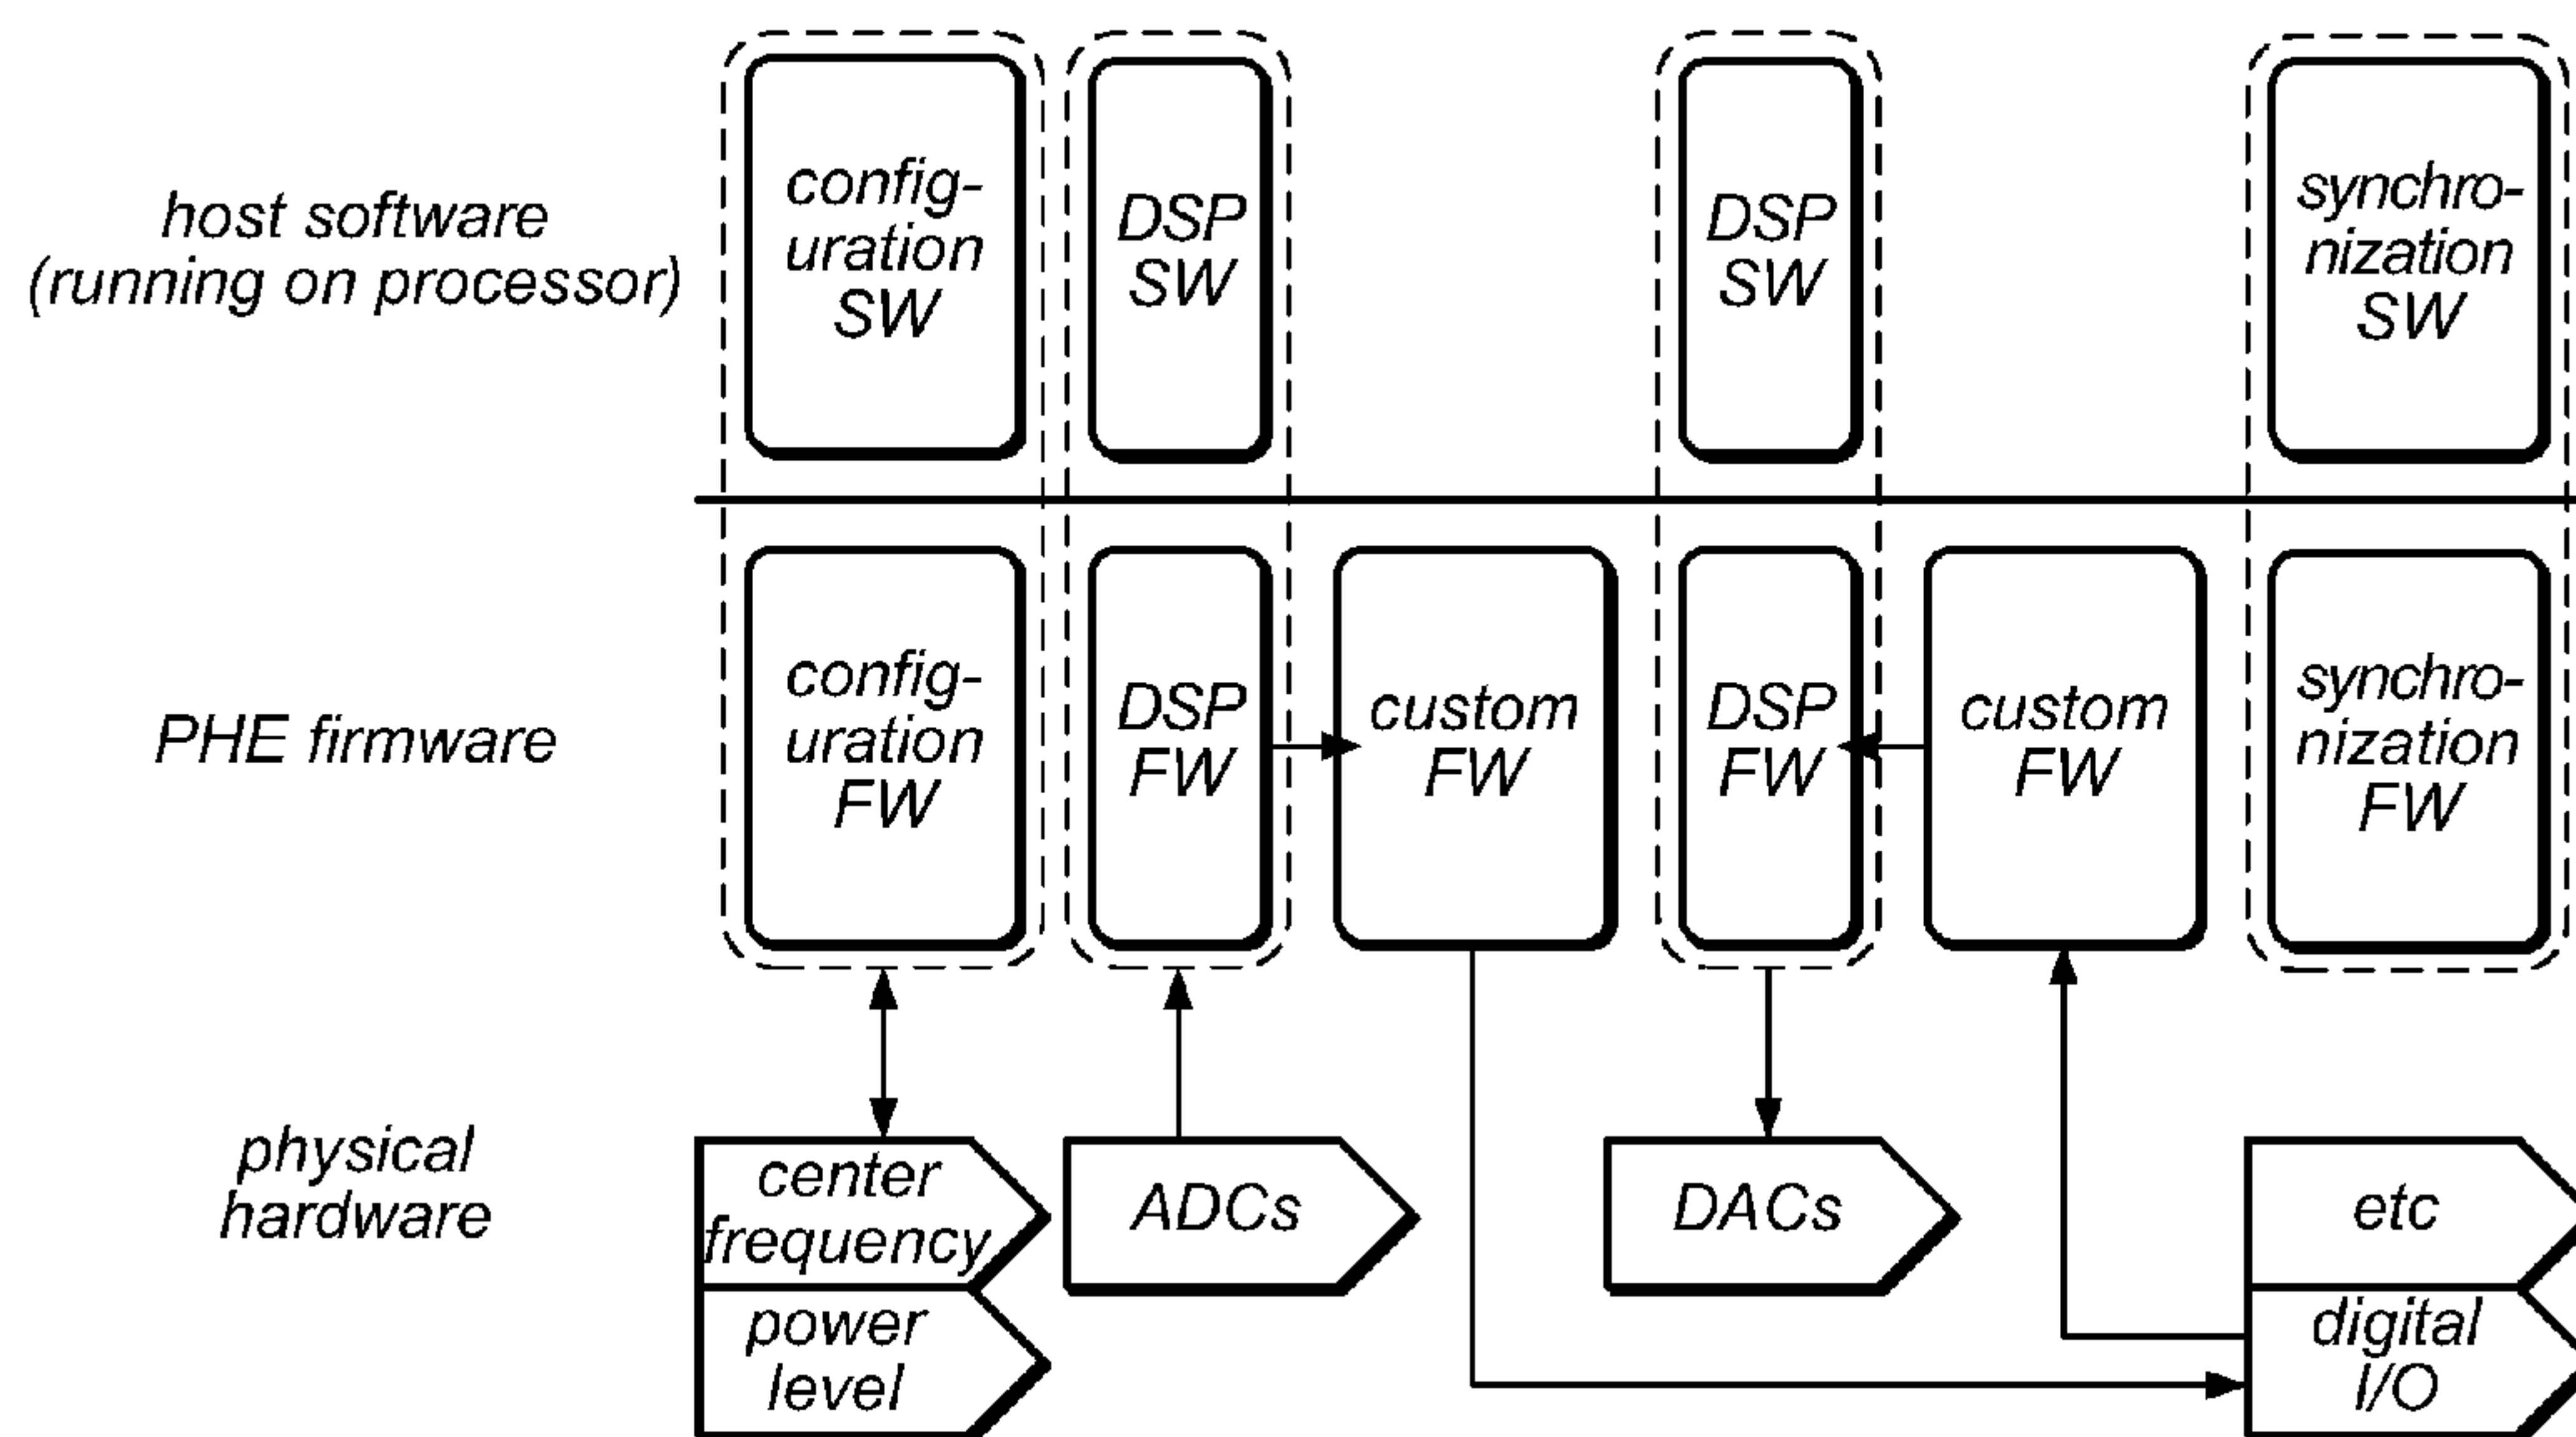 host software
(running on processor)
config-
uration
SW
DSP
SW
DSP
SW
synchro-
nization
SW
PHE firmware
config-
uration
FW
DSP
FW
custom
FW
DSP
FW
custom
FW
synchro-
nization
FW
physical
hardware
center
frequency
power
level
ADCs
DACs
etc
digital
I/O